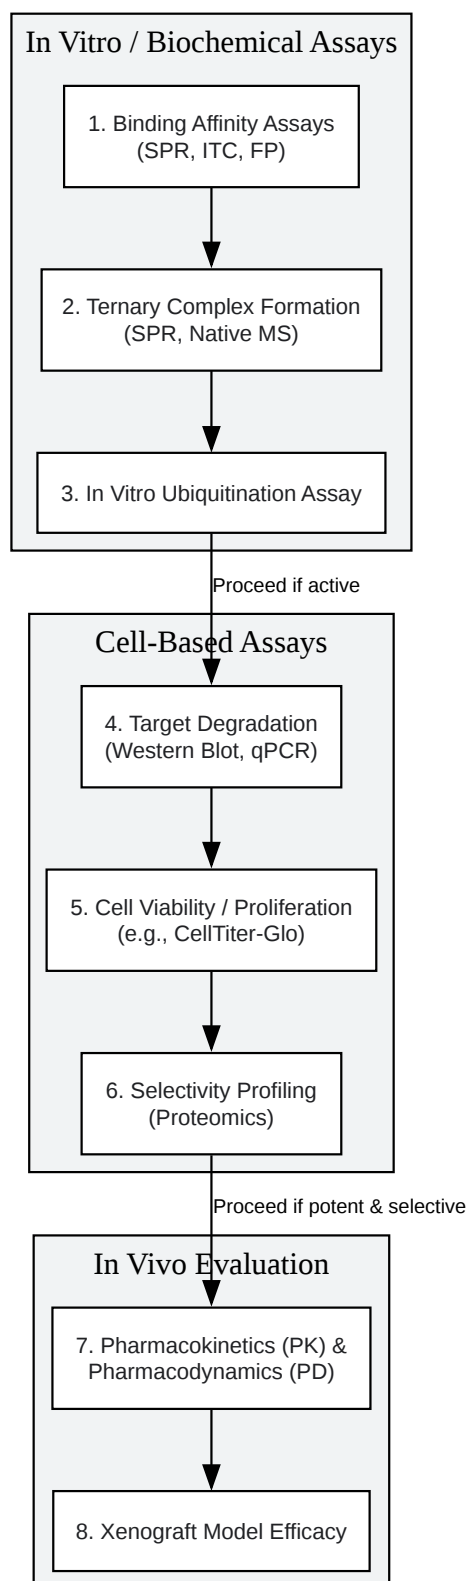 In Vitro / Biochemical Assays
1. Binding Affinity Assays
(SPR, ITC, FP)
2. Ternary Complex Formation
(SPR, Native MS)
3. In Vitro Ubiquitination Assay
Proceed if active
Cell-Based Assays
4. Target Degradation
(Western Blot, qPCR)
5. Cell Viability / Proliferation
(e.g., CellTiter-Glo)
6. Selectivity Profiling
(Proteomics)
Proceed if potent & selective
In Vivo Evaluation
7. Pharmacokinetics (PK) &
Pharmacodynamics (PD)
8. Xenograft Model Efficacy